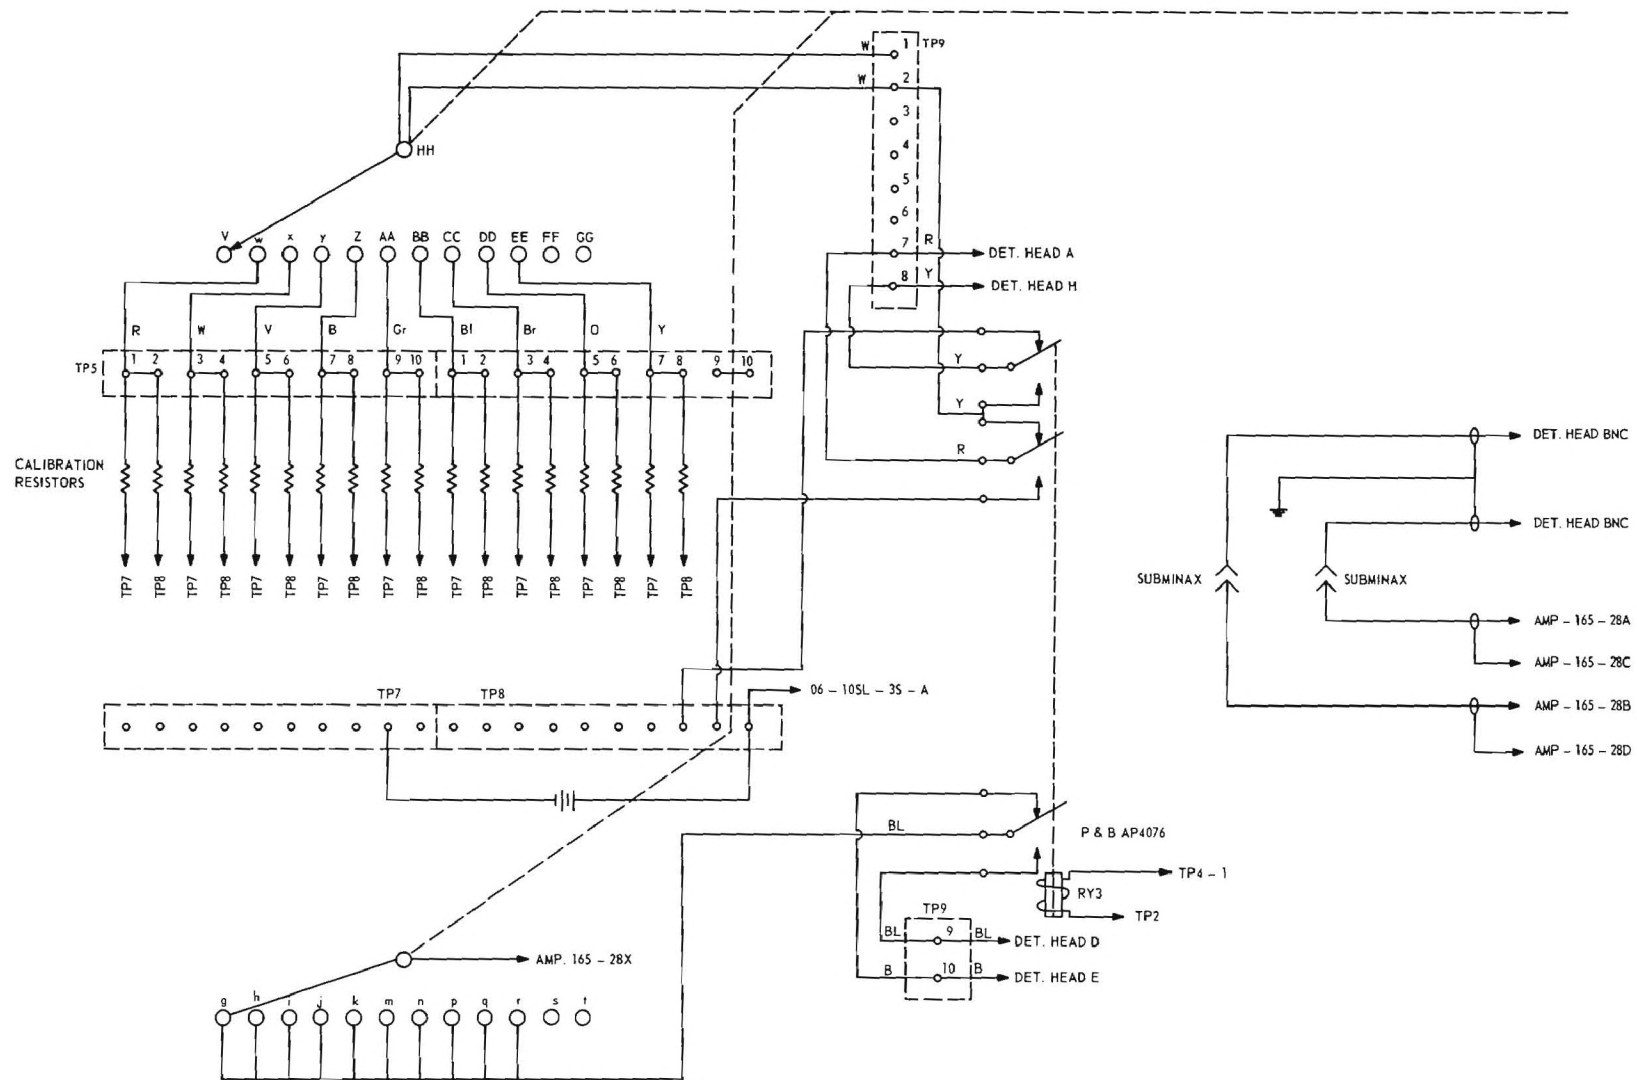 W 1 TP9
W 2
3
4
HH
5
6
V w x y Z AA BB CC DD EE FF GG
7 R DET. HEAD A
8 Y DET. HEAD H
R W V B Gr Bl Br O Y
TP5 1 2 3 4 5 6 7 8 9 10 1 2 3 4 5 6 7 8 9 10
Y
Y
R
DET. HEAD BNC
CALIBRATION
RESISTORS
DET. HEAD BNC
TP7 TP8 TP7 TP8 TP7 TP8 TP7 TP8 TP7 TP8 TP7 TP8 TP7 TP8 TP7 TP8 TP7 TP8
SUBMINAX SUBMINAX
AMP - 165 - 28A
AMP - 165 - 28C
TP7 TP8 06 - 10SL - 3S - A
AMP - 165 - 28B
AMP - 165 - 28D
BL P & B AP4076
TP4 - 1
RY3
TP9 TP2
BL 9 BL DET. HEAD D
AMP. 165 - 28X
B 10 B DET. HEAD E
g h i j k m n p q r s t